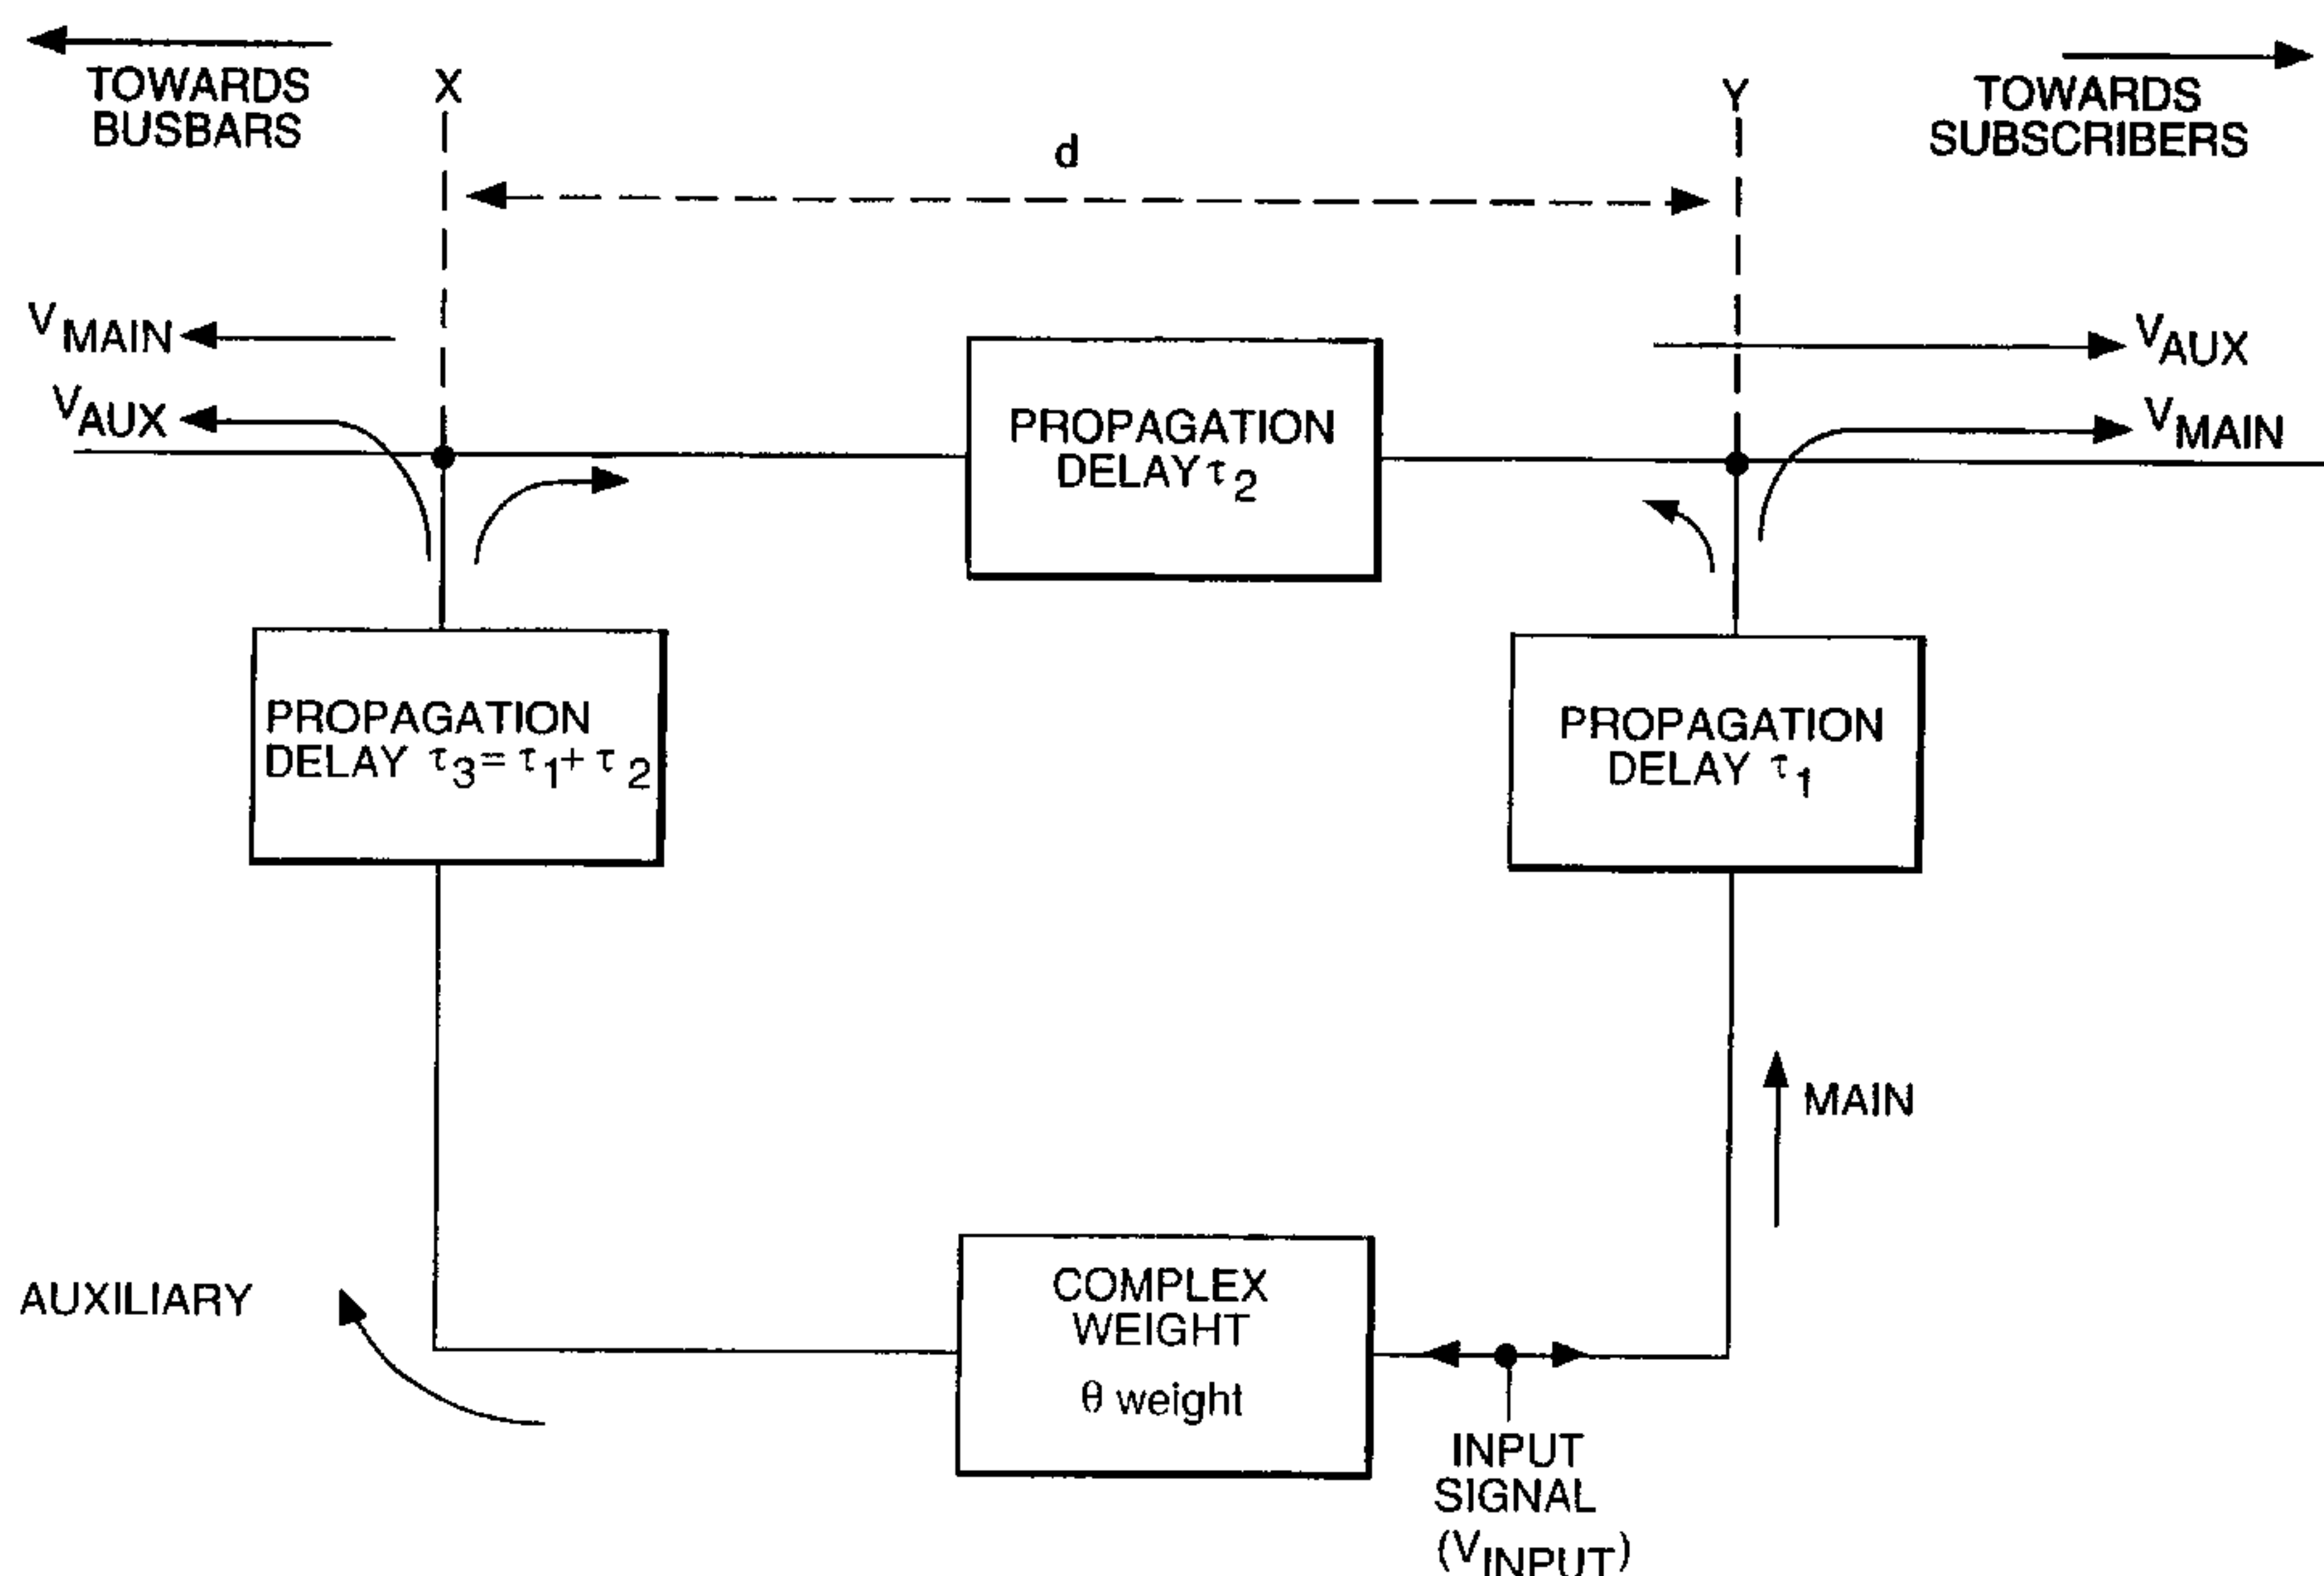 TOWARDS
BUSBARS
X
d
Y
TOWARDS
SUBSCRIBERS
VMAIN
VAUX
PROPAGATION
DELAY τ2
VAUX
VMAIN
PROPAGATION
DELAY τ3=τ1+τ2
PROPAGATION
DELAY τ1
MAIN
AUXILIARY
COMPLEX
WEIGHT
θ weight
INPUT
SIGNAL
(VINPUT)